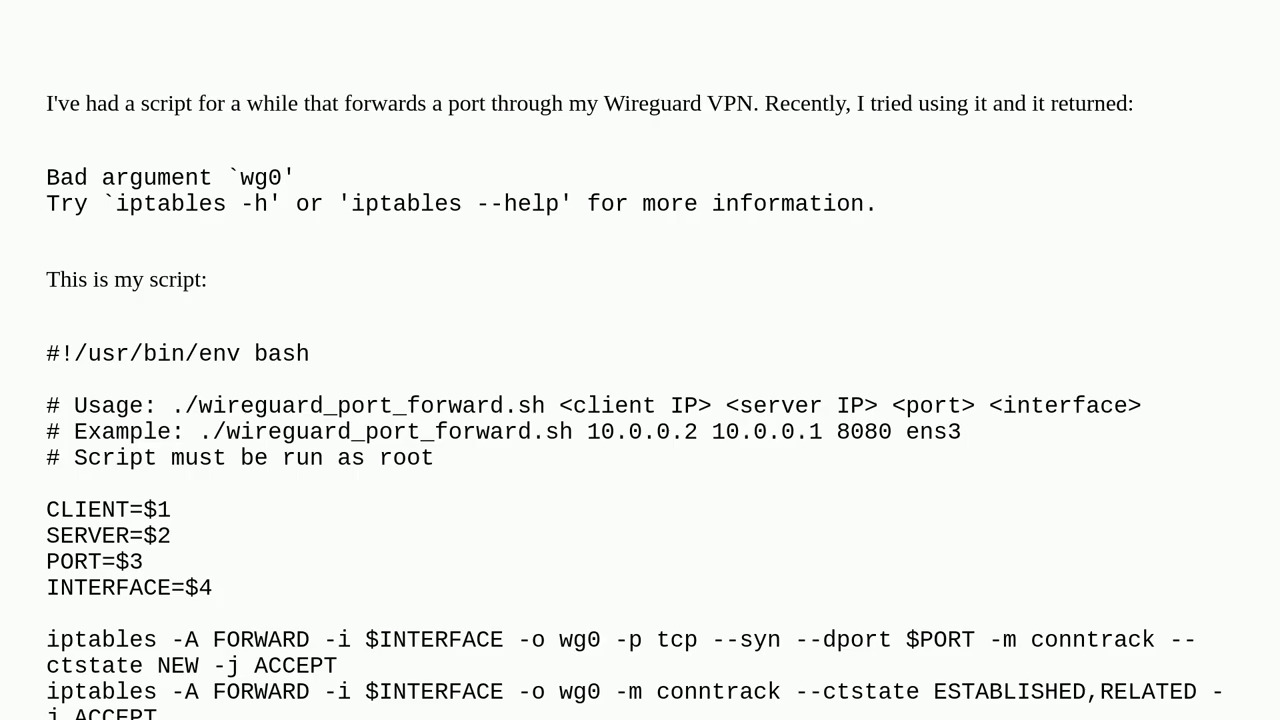 I've had a script for a while that forwards a port through my Wireguard VPN. Recently, I tried using it and it returned:
Bad argument `wg0'
Try `iptables -h' or 'iptables --help' for more information.
This is my script:
#!/usr/bin/env bash
# Usage: ./wireguard_port_forward.sh <client IP> <server IP> <port> <interface>
# Example: ./wireguard_port_forward.sh 10.0.0.2 10.0.0.1 8080 ens3
# Script must be run as root
CLIENT=$1
SERVER=$2
PORT=$3
INTERFACE=$4
iptables -A FORWARD -i $INTERFACE -o wg0 -p tcp --syn --dport $PORT -m conntrack --
ctstate NEW -j ACCEPT
iptables -A FORWARD -i $INTERFACE -o wg0 -m conntrack --ctstate ESTABLISHED,RELATED -
j ACCEPT